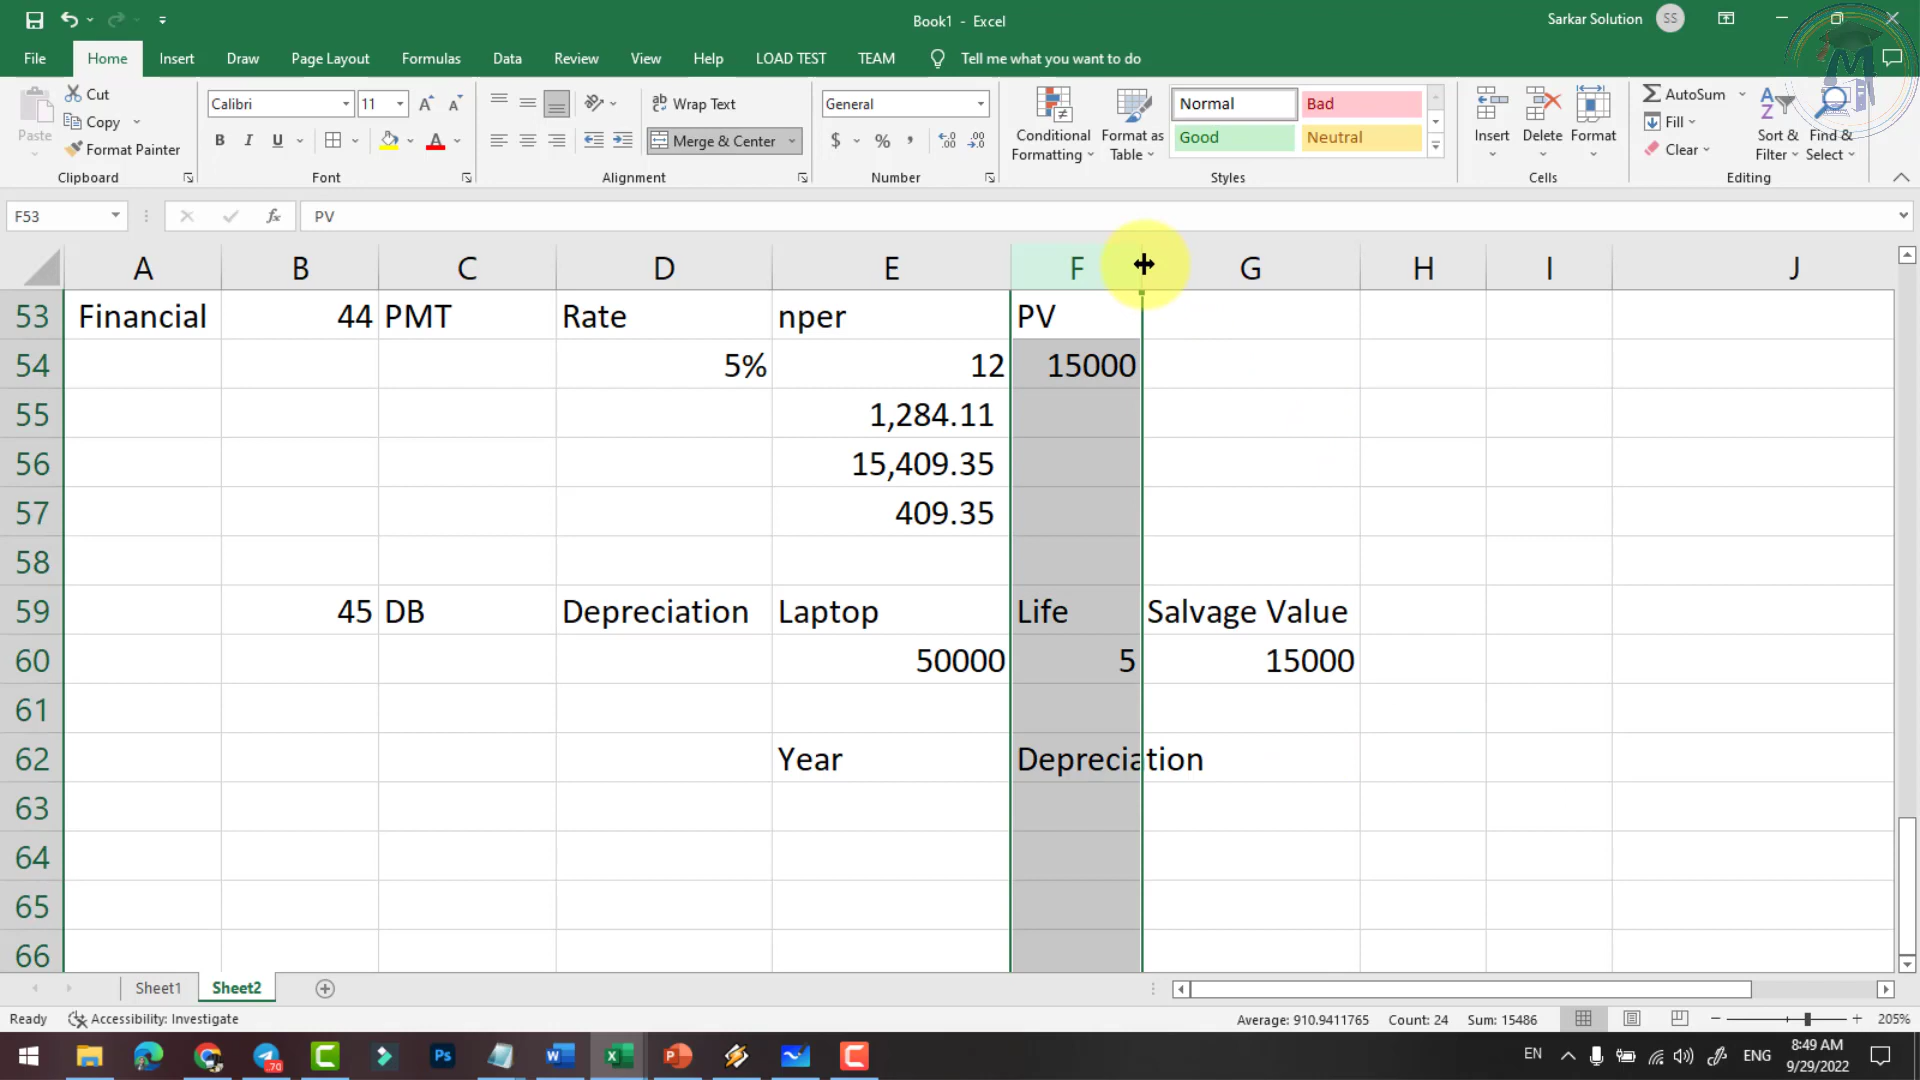 Book1 - Excel
Sarkar Solution SS
File Home Insert Draw Page Layout Formulas Data Review View Help LOAD TEST TEAM Tell me what you want to do
Paste
Cut
Copy
Format Painter
Clipboard
Calibri 11 A A
B I U A
Font
Wrap Text
Merge & Center
Alignment
General
$ % ,
Number
Conditional Formatting
Format as Table
Normal Bad
Good Neutral
Styles
Insert Delete Format
Cells
AutoSum
Fill
Clear
Sort & Filter
Find & Select
Editing
F53 fx PV
A B C D E F G H I J
53 Financial 44 PMT Rate nper PV
54 5% 12 15000
55 1,284.11
56 15,409.35
57 409.35
58
59 45 DB Depreciation Laptop Life Salvage Value
60 50000 5 15000
61
62 Year Depreciation
63
64
65
66
Sheet1 Sheet2
Ready Accessibility: Investigate Average: 910.9411765 Count: 24 Sum: 15486 205%
EN ENG 8:49 AM
9/29/2022